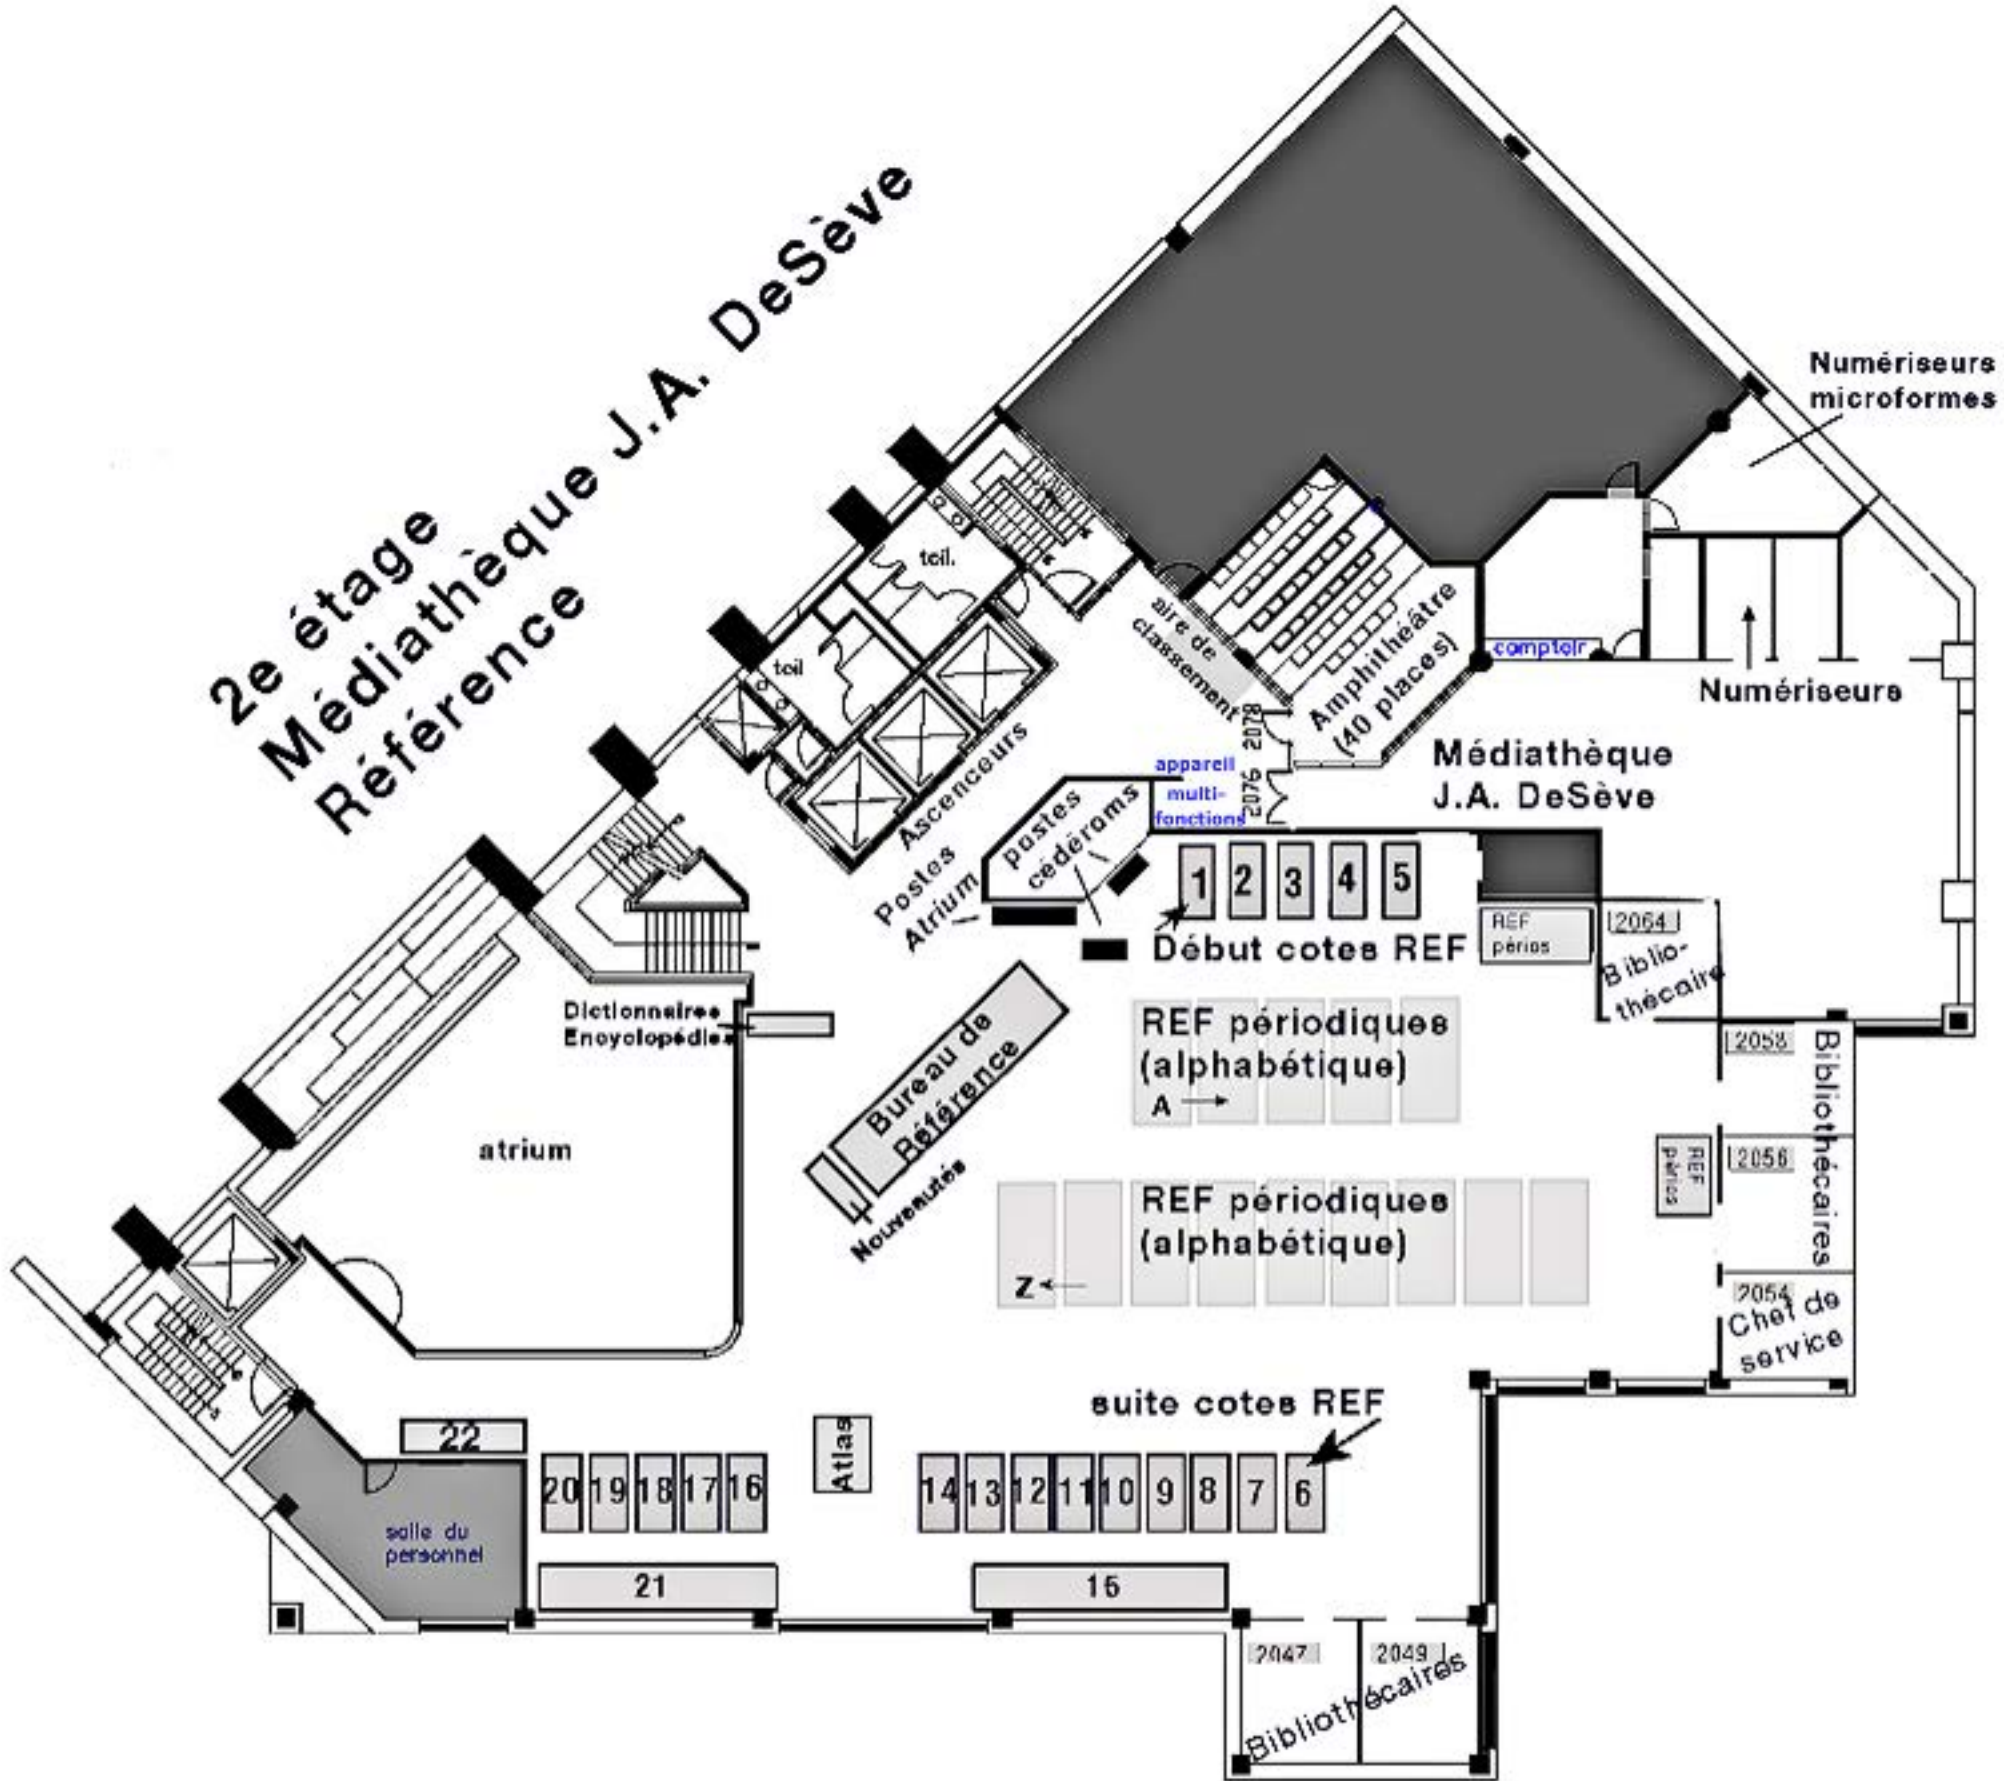 2e étage
Médiathèque J.A. DeSève
Référence
Numériseurs
microformes
toil.
toil
aire de
classement
Amphithéâtre
(40 places)
comptoir
Numériseurs
Ascenceurs
2078
2076
appareil
multi-
fonctions
Médiathèque
J.A. DeSève
postes
cédéroms
Postes
Atrium
1
2
3
4
5
Début cotes REF
REF
périos
2064
Biblio-
thécaire
Dictionnaires
Encyclopédies
Bureau de
Référence
Nouveautés
REF périodiques
(alphabétique)
A
2058
Bibliothécaires
2056
REF
périos
atrium
REF périodiques
(alphabétique)
Z
2054
Chef de
service
suite cotes REF
22
Atlas
20
19
18
17
16
14
13
12
11
10
9
8
7
6
salle du
personnel
21
15
2047
2049
Bibliothécaires